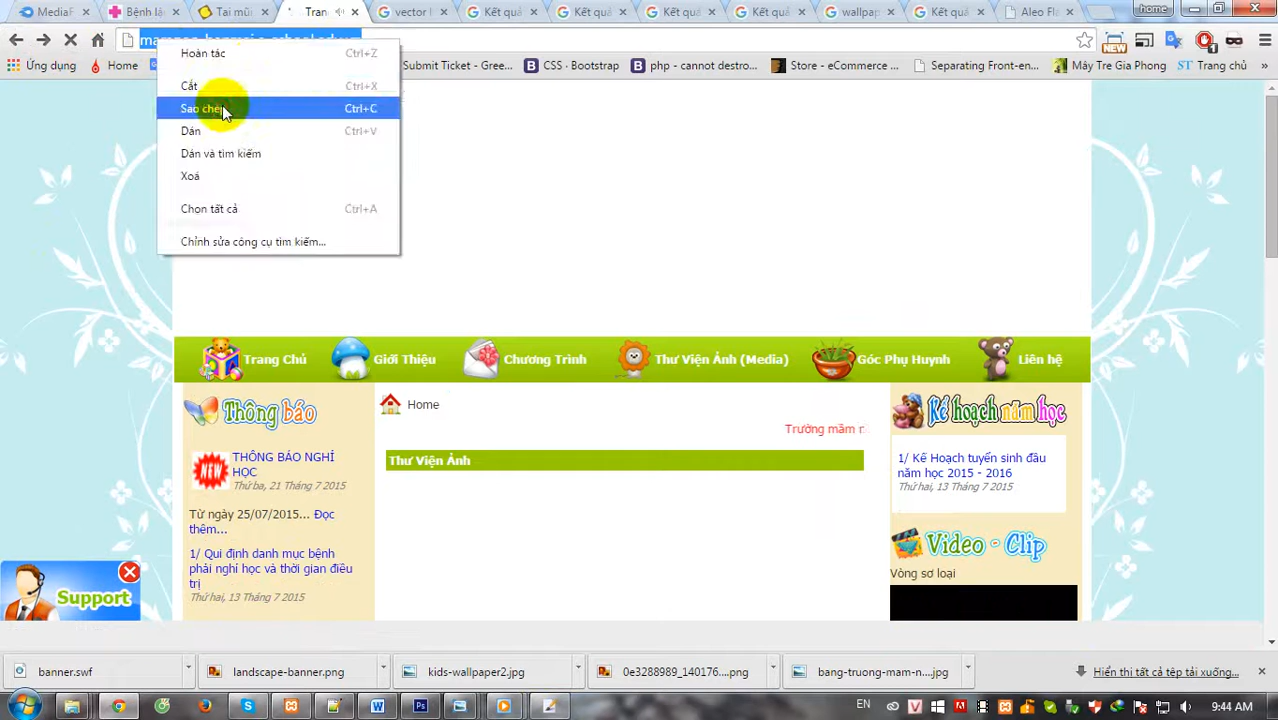 MediaF
Bệnh lậ
Tai mũi
Tran
vector k
Kết quả
Kết quả
Kết quả
Kết quả
wallpap
Kết quả
Aleo Fla
home
NEW
1
Ứng dụng
Home
Submit Ticket - Gree...
CSS · Bootstrap
php - cannot destro...
Store - eCommerce ...
Separating Front-en...
Máy Tre Gia Phong
ST Trang chủ
Hoàn tác Ctrl+Z
Cắt Ctrl+X
Sao chép Ctrl+C
Dán Ctrl+V
Dán và tìm kiếm
Xoá
Chọn tất cả Ctrl+A
Chỉnh sửa công cụ tìm kiếm...
Trang Chủ
Giới Thiệu
Chương Trình
Thư Viện Ảnh (Media)
Góc Phụ Huynh
Liên hệ
Thông báo
NEW
THÔNG BÁO NGHỈ
HỌC
Thứ ba, 21 Tháng 7 2015
Từ ngày 25/07/2015... Đọc
thêm...
1/ Qui định danh mục bệnh
phải nghỉ học và thời gian điều
trị
Thứ hai, 13 Tháng 7 2015
Home
Trường mầm
Thư Viện Ảnh
Kế hoạch năm học
1/ Kế Hoạch tuyển sinh đầu
năm học 2015 - 2016
Thứ hai, 13 Tháng 7 2015
Video - Clip
Vòng sơ loại
Support
banner.swf
landscape-banner.png
kids-wallpaper2.jpg
0e3288989_140176....png
bang-truong-mam-n....jpg
Hiển thị tất cả tệp tải xuống...
EN
9:44 AM